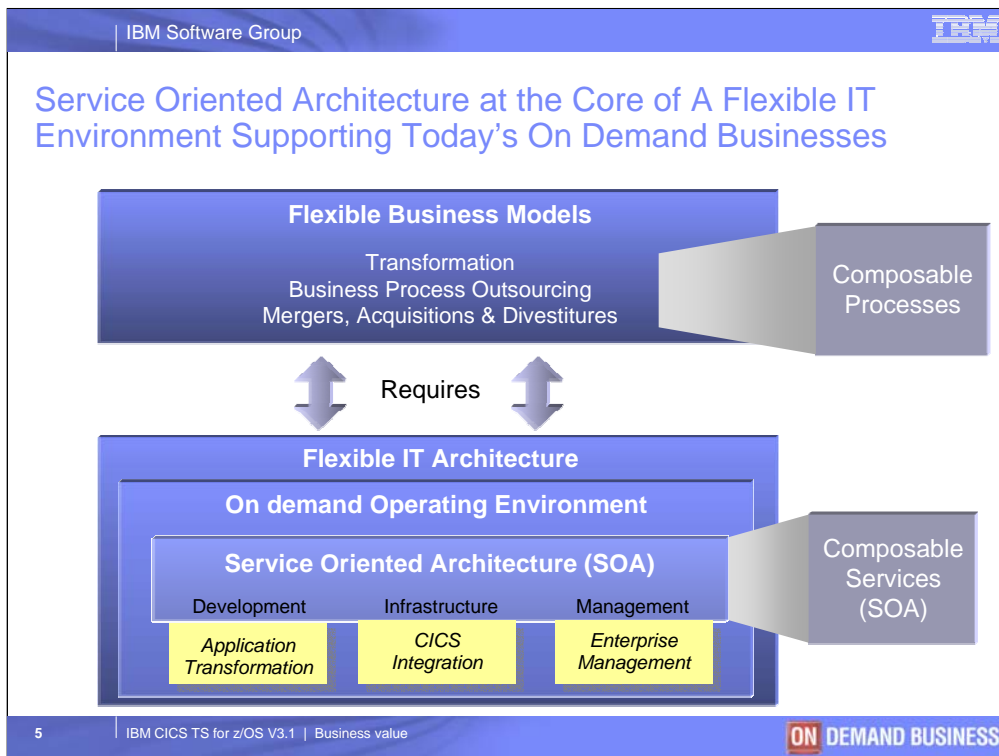 IBM Software Group
IBM
Service Oriented Architecture at the Core of A Flexible IT
Environment Supporting Today's On Demand Businesses
Flexible Business Models
Transformation
Business Process Outsourcing
Mergers, Acquisitions & Divestitures
Composable
Processes
Requires
Flexible IT Architecture
On demand Operating Environment
Service Oriented Architecture (SOA)
Development
Infrastructure
Management
Application
Transformation
CICS
Integration
Enterprise
Management
Composable
Services
(SOA)
5
IBM CICS TS for z/OS V3.1 | Business value
ON DEMAND BUSINESS